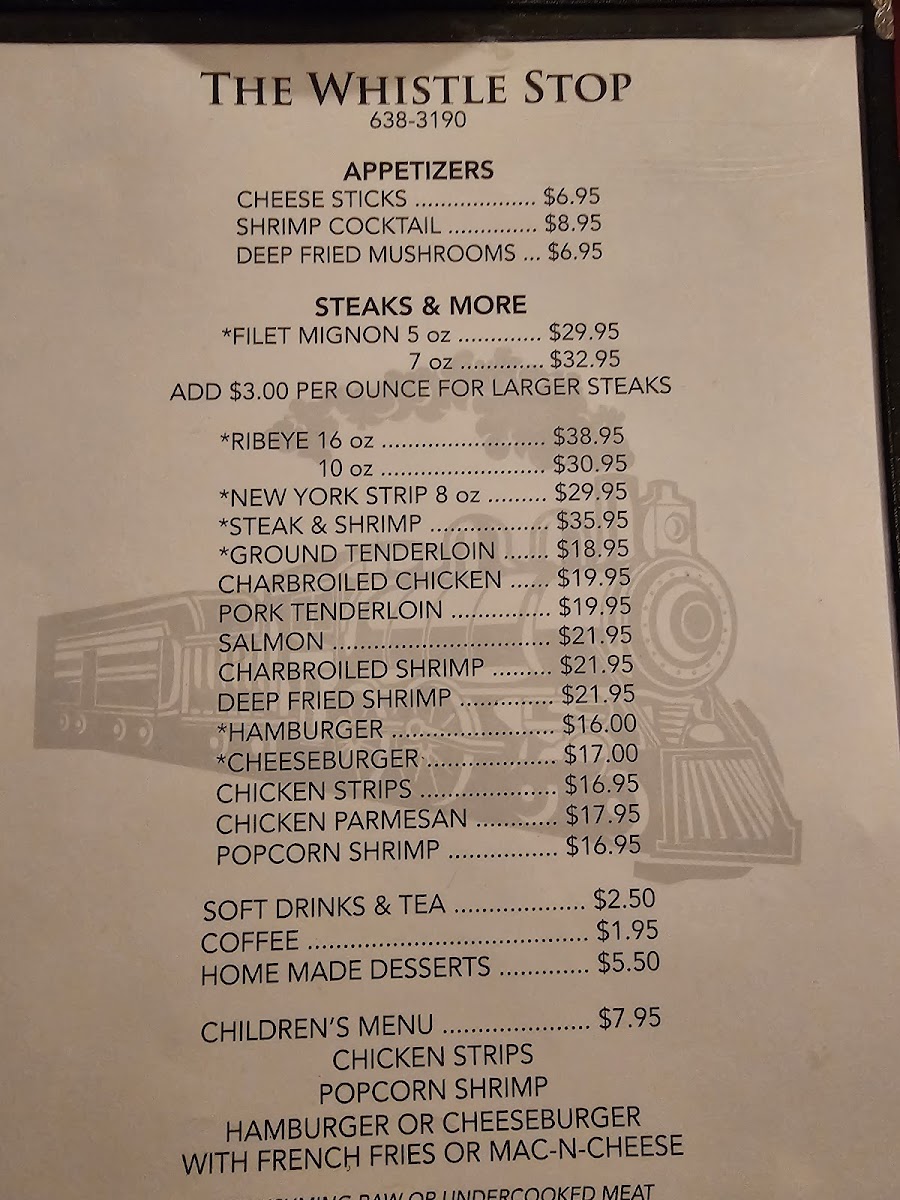 THE WHISTLE STOP
638-3190
APPETIZERS
CHEESE STICKS ................... $6.95
SHRIMP COCKTAIL .............. $8.95
DEEP FRIED MUSHROOMS ... $6.95
STEAKS & MORE
*FILET MIGNON 5 oz ............. $29.95
7 oz ............. $32.95
ADD $3.00 PER OUNCE FOR LARGER STEAKS
*RIBEYE 16 oz .......................... $38.95
10 oz .......................... $30.95
*NEW YORK STRIP 8 oz ......... $29.95
*STEAK & SHRIMP ................... $35.95
*GROUND TENDERLOIN ....... $18.95
CHARBROILED CHICKEN ...... $19.95
PORK TENDERLOIN ................ $19.95
SALMON ................................... $21.95
CHARBROILED SHRIMP ......... $21.95
DEEP FRIED SHRIMP ............... $21.95
*HAMBURGER .......................... $16.00
*CHEESEBURGER ..................... $17.00
CHICKEN STRIPS ...................... $16.95
CHICKEN PARMESAN ............ $17.95
POPCORN SHRIMP ................. $16.95
SOFT DRINKS & TEA ................... $2.50
COFFEE ........................................ $1.95
HOME MADE DESSERTS ............. $5.50
CHILDREN'S MENU ..................... $7.95
CHICKEN STRIPS
POPCORN SHRIMP
HAMBURGER OR CHEESEBURGER
WITH FRENCH FRIES OR MAC-N-CHEESE
RAW OR UNDERCOOKED MEAT